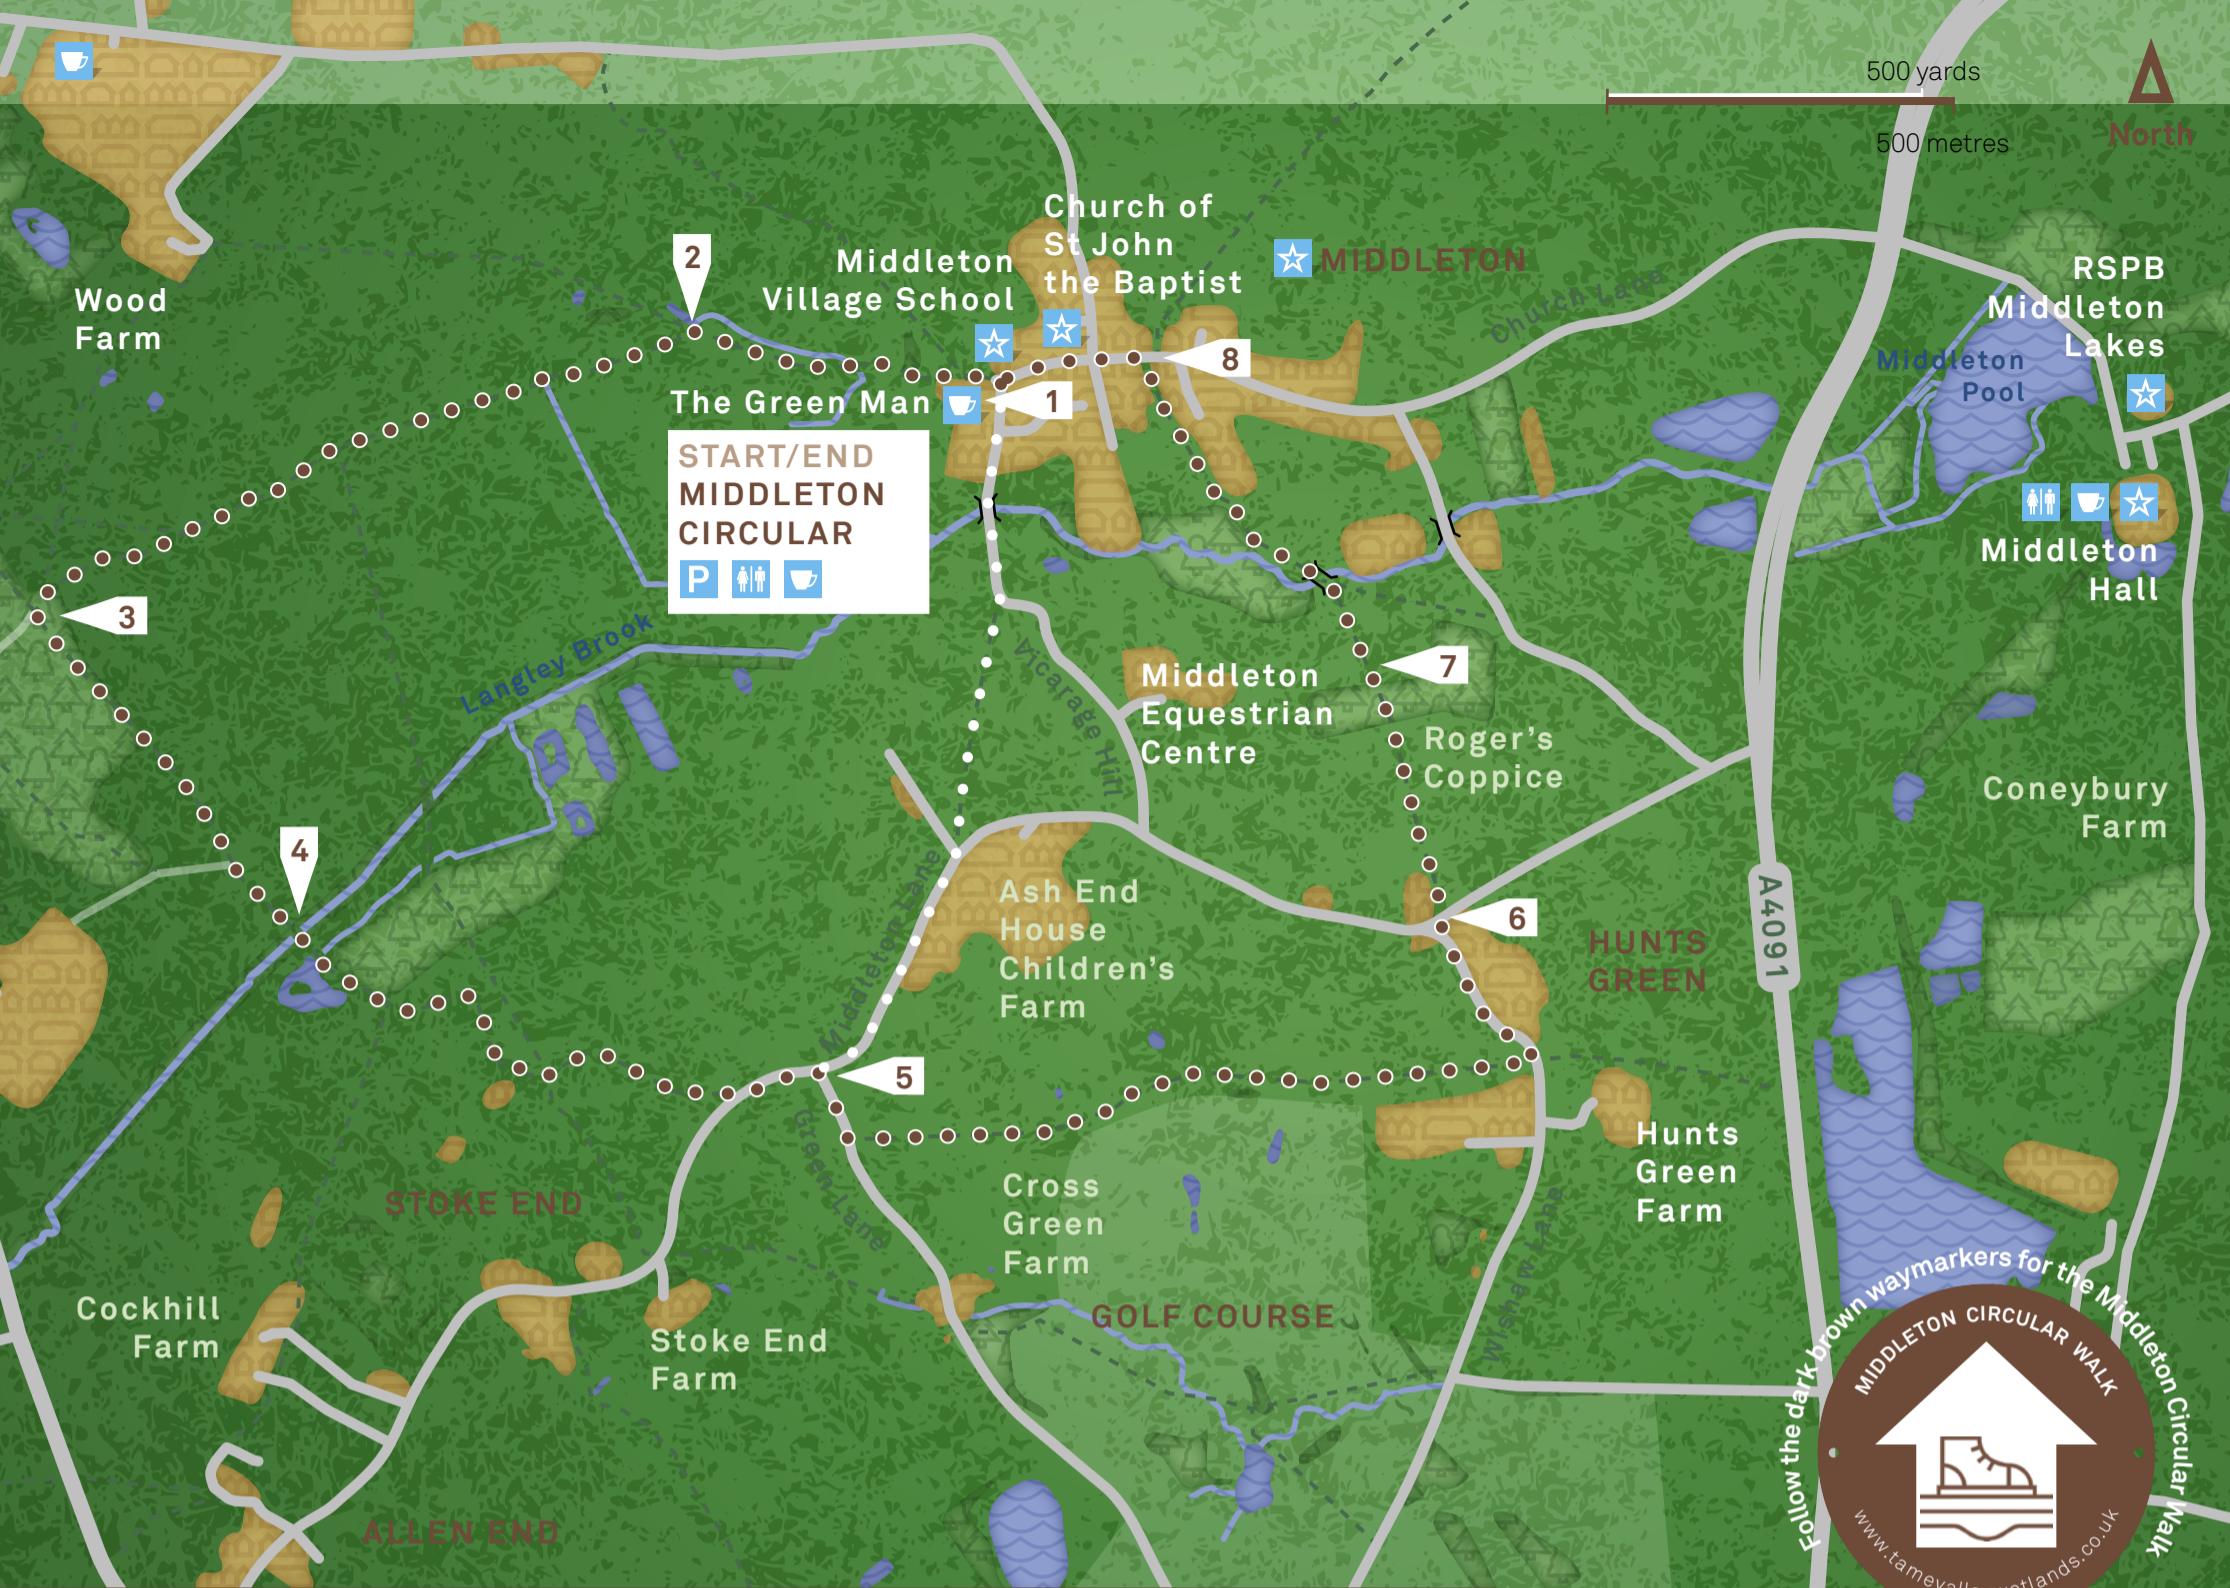 500 yards
500 metres
North
Church of
St John
the Baptist
2
Middleton
Village School
MIDDLETON
Church Lane
RSPB
Middleton
Lakes
Wood
Farm
Middleton
Pool
8
The Green Man
1
START/END
MIDDLETON
CIRCULAR
P
Middleton
Hall
3
Langley Brook
Vicarage Hill
Middleton
Equestrian
Centre
7
Roger's
Coppice
Coneybury
Farm
4
Middleton Lane
Ash End
House
Children's
Farm
6
HUNTS
GREEN
A4091
5
Green Lane
Hunts
Green
Farm
STOKE END
Cross
Green
Farm
Wishaw Lane
Cockhill
Farm
Stoke End
Farm
GOLF COURSE
ALLEN END
Follow the dark brown waymarkers for the Middleton Circular Walk
MIDDLETON CIRCULAR WALK